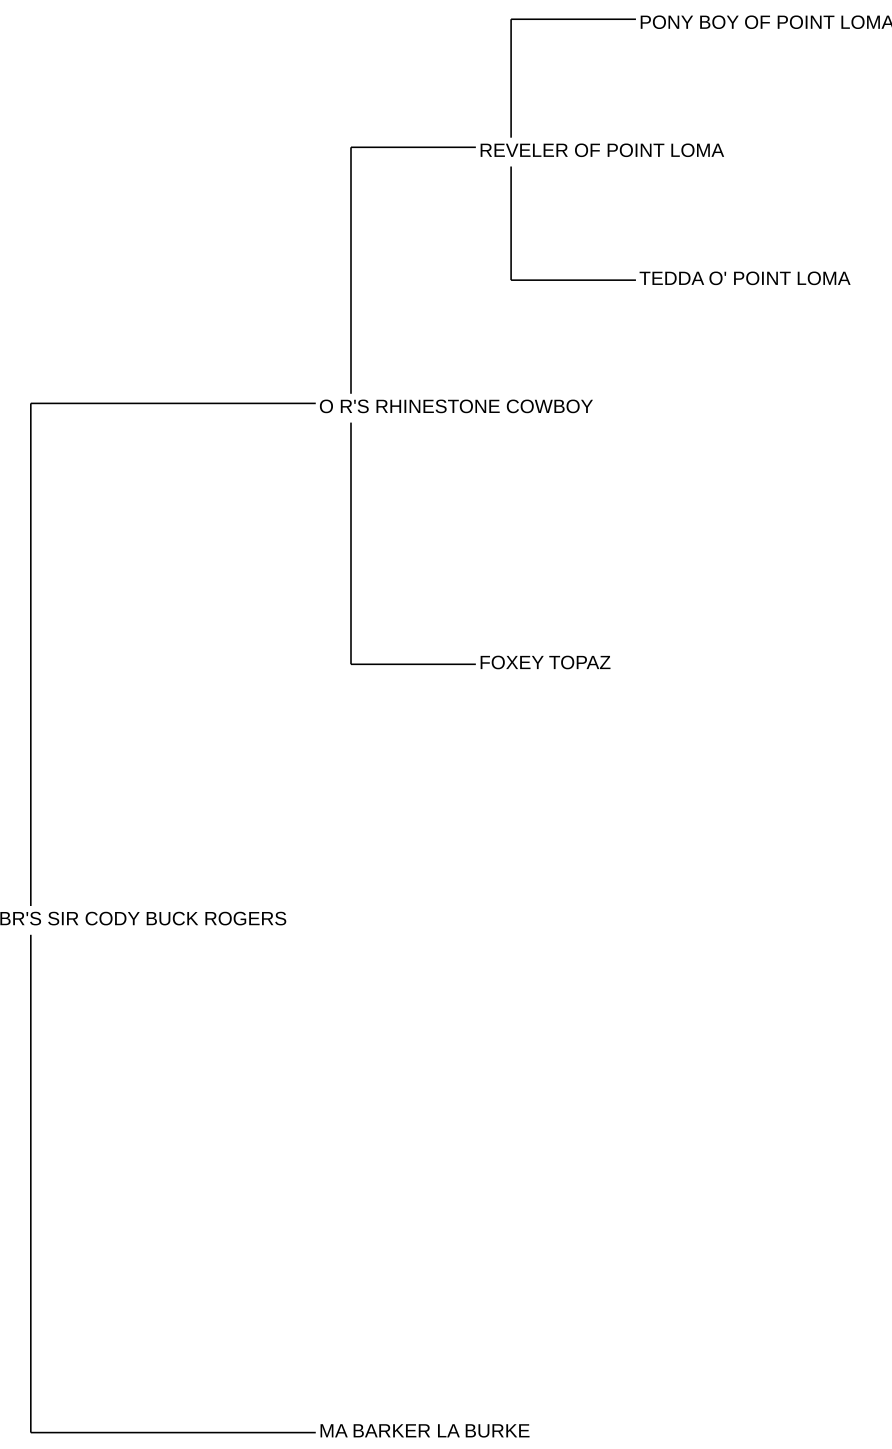 PONY BOY OF POINT LOMA
REVELER OF POINT LOMA
TEDDA O' POINT LOMA
O R'S RHINESTONE COWBOY
FOXEY TOPAZ
BR'S SIR CODY BUCK ROGERS
MA BARKER LA BURKE